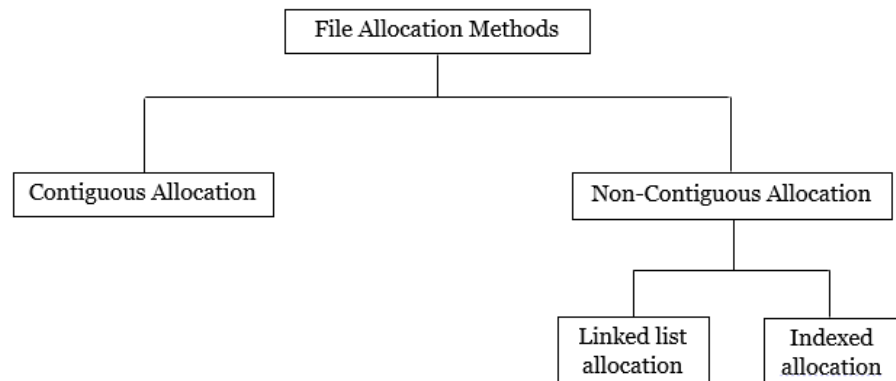 File Allocation Methods
Contiguous Allocation
Non-Contiguous Allocation
Linked list
allocation
Indexed
allocation